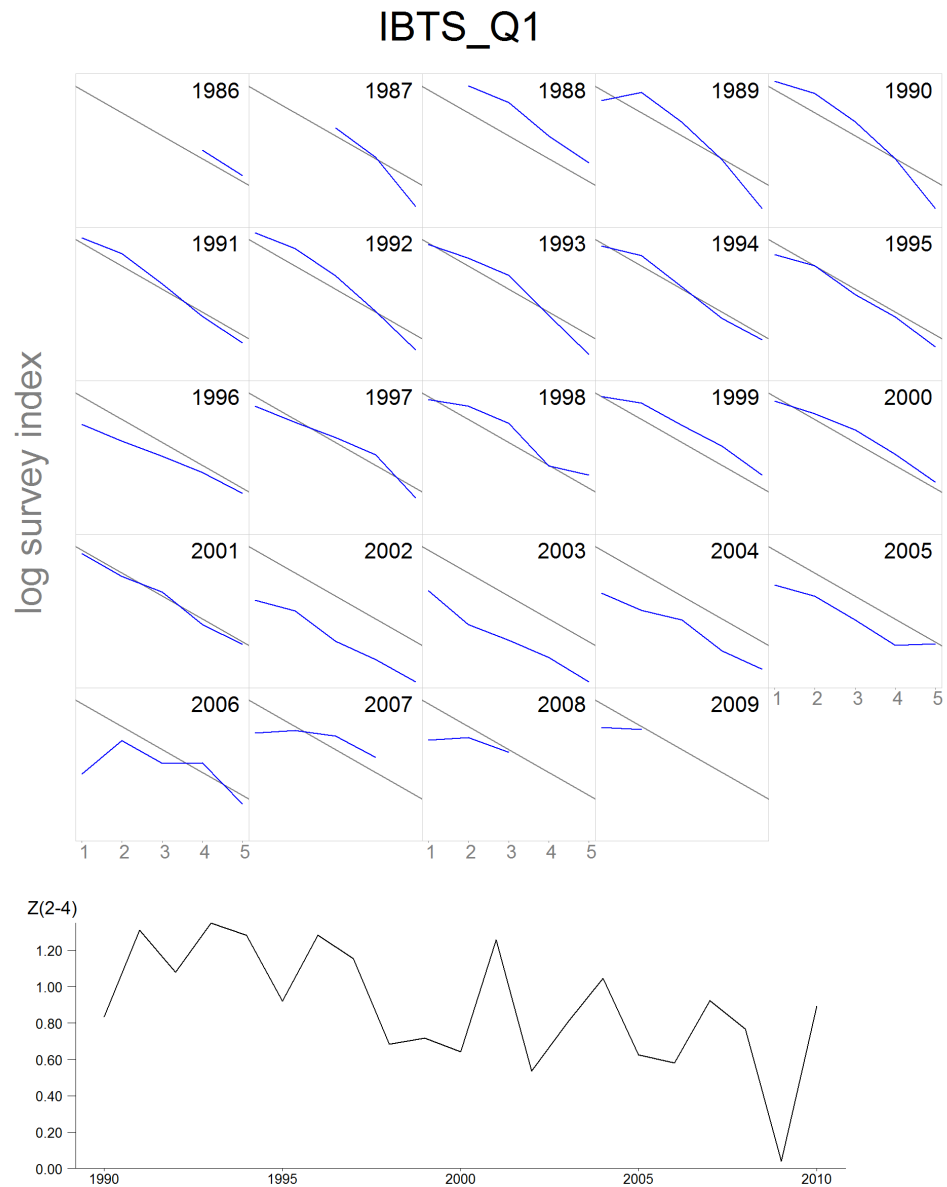 IBTS_Q1
log survey index
1986 1987 1988 1989 1990
1991 1992 1993 1994 1995
1996 1997 1998 1999 2000
2001 2002 2003 2004 2005
1 2 3 4 5
2006 2007 2008 2009
1 2 3 4 5 1 2 3 4 5
Z(2-4)
1.20
1.00
0.80
0.60
0.40
0.20
0.00
1990 1995 2000 2005 2010